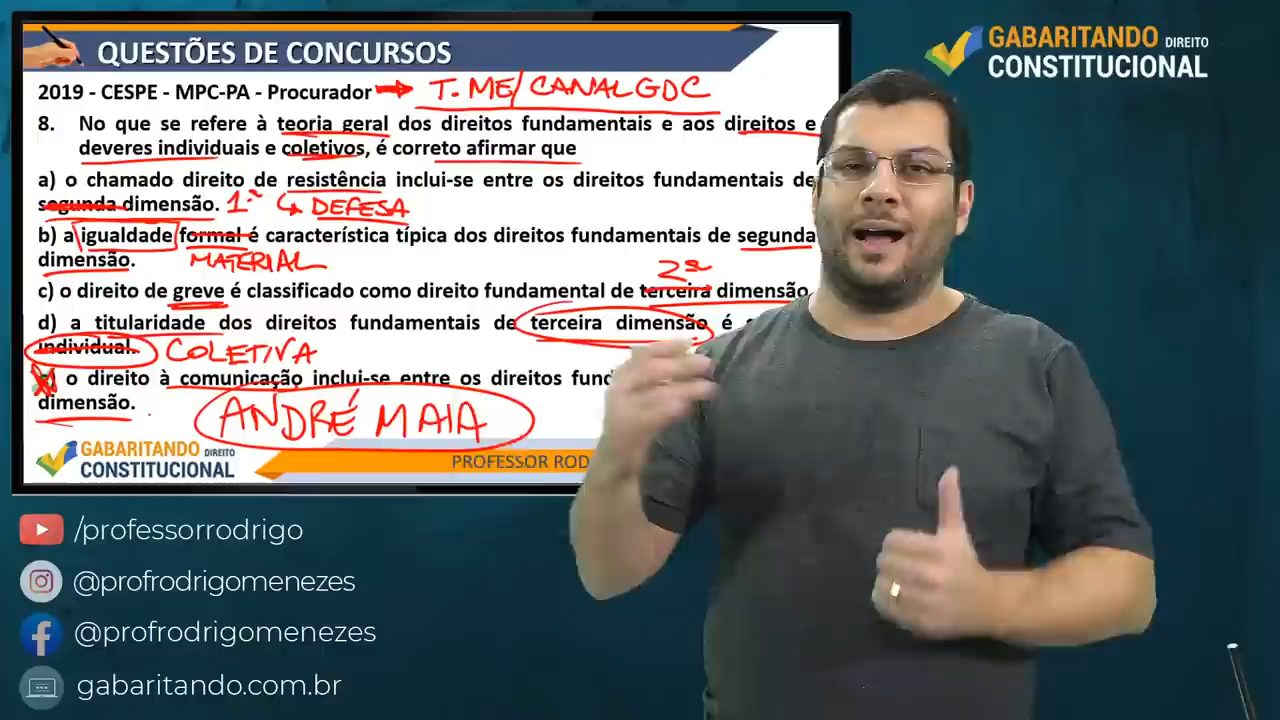 QUESTÕES DE CONCURSOS
GABARITANDO DIREITO
CONSTITUCIONAL
2019 - CESPE - MPC-PA - Procurador → T.ME/CANALGDC
8. No que se refere à teoria geral dos direitos fundamentais e aos direitos e
deveres individuais e coletivos, é correto afirmar que
a) o chamado direito de resistência inclui-se entre os direitos fundamentais de
segunda dimensão. 1ª ↳ DEFESA
b) a igualdade formal é característica típica dos direitos fundamentais de segunda
dimensão. MATERIAL
2ª
c) o direito de greve é classificado como direito fundamental de terceira dimensão.
d) a titularidade dos direitos fundamentais de terceira dimensão é
individual. COLETIVA
e) o direito à comunicação inclui-se entre os direitos
dimensão. ANDRÉ MAIA
GABARITANDO DIREITO
CONSTITUCIONAL
PROFESSOR
/professorrodrigo
@profrodrigomenezes
@profrodrigomenezes
gabaritando.com.br